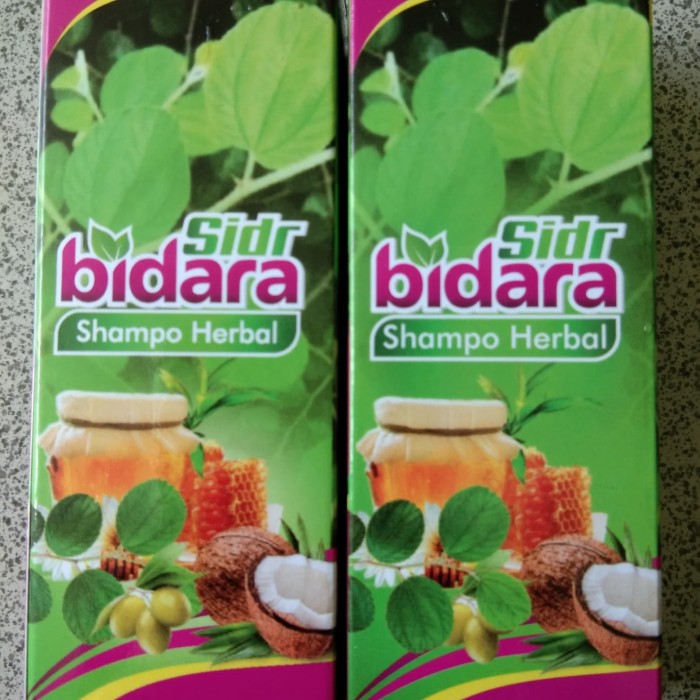 Sidr
bidara
Shampo Herbal
Sidr
bidara
Shampo Herbal